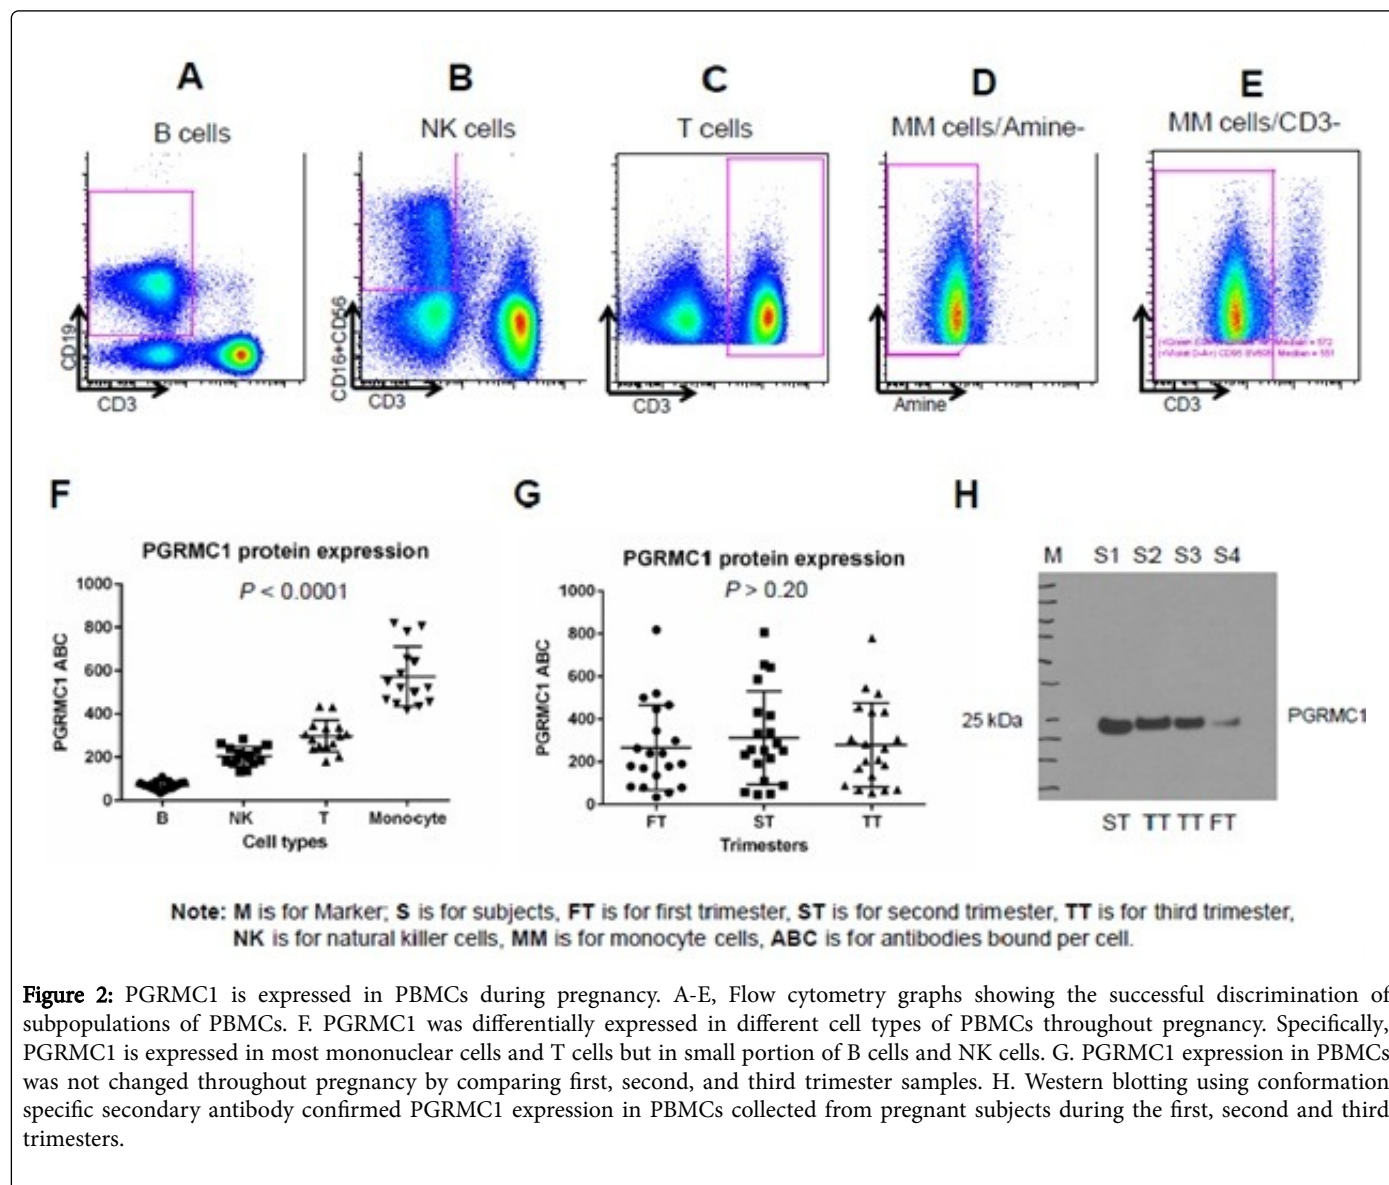 A
B cells
CD19
CD3
B
NK cells
CD16+CD56
CD3
C
T cells
CD3
D
MM cells/Amine-
Amine
E
MM cells/CD3-
Median = 572
Median = 551
CD3
F
PGRMC1 protein expression
P < 0.0001
PGRMC1 ABC
1000
800
600
400
200
0
B NK T Monocyte
Cell types
G
PGRMC1 protein expression
P > 0.20
PGRMC1 ABC
1000
800
600
400
200
0
FT ST TT
Trimesters
H
M S1 S2 S3 S4
25 kDa
PGRMC1
ST TT TT FT
Note: M is for Marker; S is for subjects, FT is for first trimester, ST is for second trimester, TT is for third trimester,
NK is for natural killer cells, MM is for monocyte cells, ABC is for antibodies bound per cell.
Figure 2: PGRMC1 is expressed in PBMCs during pregnancy. A-E, Flow cytometry graphs showing the successful discrimination of
subpopulations of PBMCs. F. PGRMC1 was differentially expressed in different cell types of PBMCs throughout pregnancy. Specifically,
PGRMC1 is expressed in most mononuclear cells and T cells but in small portion of B cells and NK cells. G. PGRMC1 expression in PBMCs
was not changed throughout pregnancy by comparing first, second, and third trimester samples. H. Western blotting using conformation
specific secondary antibody confirmed PGRMC1 expression in PBMCs collected from pregnant subjects during the first, second and third
trimesters.